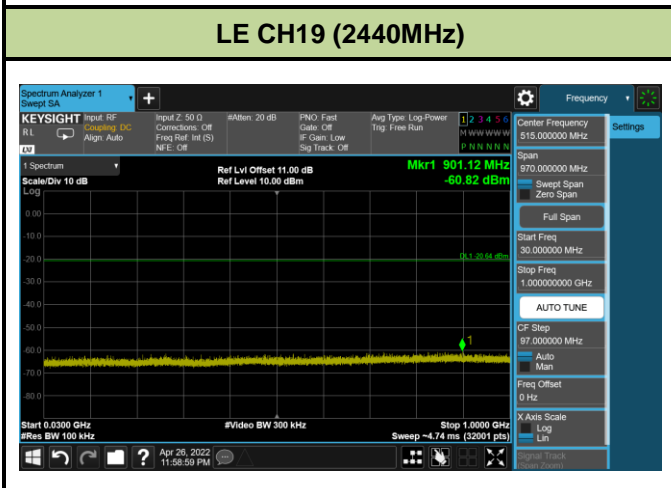 LE CH19 (2440MHz)
Spectrum Analyzer 1
Swept SA
Frequency
KEYSIGHT
RL
LXI
Input: RF
Coupling: DC
Align: Auto
Input Z: 50 Ω
Corrections: Off
Freq Ref: Int (S)
NFE: Off
#Atten: 20 dB
PNO: Fast
Gate: Off
IF Gain: Low
Sig Track: Off
Avg Type: Log-Power
Trig: Free Run
1 2 3 4 5 6
M W W W W W
P N N N N N
1 Spectrum
Scale/Div 10 dB
Log
Ref Lvl Offset 11.00 dB
Ref Level 10.00 dBm
Mkr1 901.12 MHz
-60.82 dBm
0.00
-10.0
-20.0
-30.0
-40.0
-50.0
-60.0
-70.0
-80.0
DL1 -20.64 dBm
1
Start 0.0300 GHz
#Res BW 100 kHz
#Video BW 300 kHz
Stop 1.0000 GHz
Sweep ~4.74 ms (32001 pts)
?
Apr 26, 2022
11:58:59 PM
Center Frequency
515.000000 MHz
Span
970.000000 MHz
Swept Span
Zero Span
Full Span
Start Freq
30.000000 MHz
Stop Freq
1.000000000 GHz
AUTO TUNE
CF Step
97.000000 MHz
Auto
Man
Freq Offset
0 Hz
X Axis Scale
Log
Lin
Signal Track
(Span Zoom)
Settings